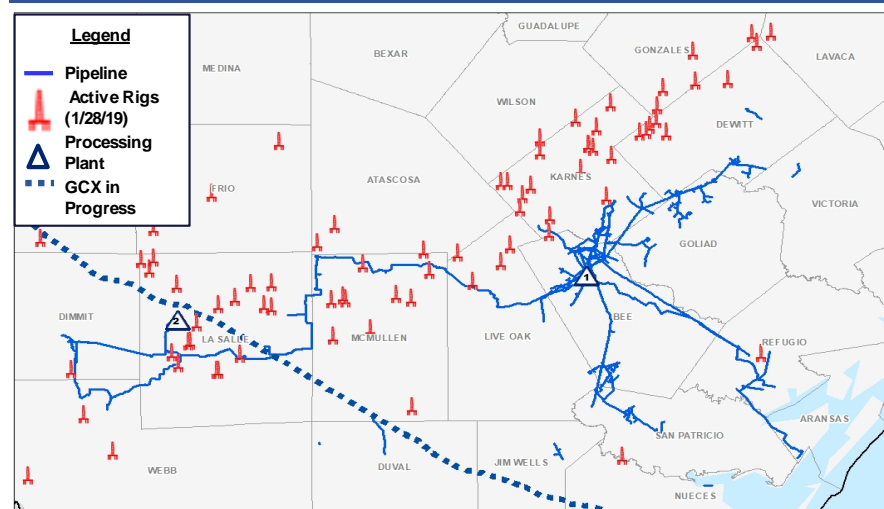 Legend
Pipeline
Active Rigs
(1/28/19)
Processing
Plant
GCX in
Progress
GUADALUPE
BEXAR
GONZALES
LAVACA
MEDINA
WILSON
DEWITT
ATASCOSA
KARNES
FRIO
VICTORIA
GOLIAD
1
DIMMIT
2
LA SALLE
MCMULLEN
LIVE OAK
BEE
REFUGIO
ARANSAS
SAN PATRICIO
WEBB
DUVAL
JIM WELLS
NUECES